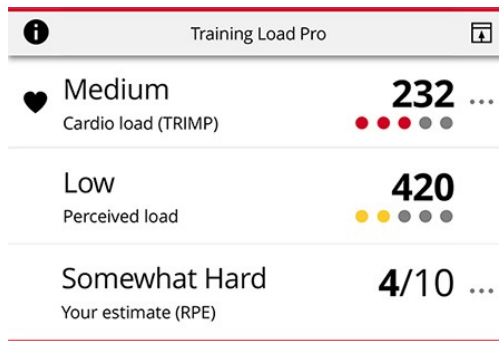 Training Load Pro
Medium 232
Cardio load (TRIMP)
Low 420
Perceived load
Somewhat Hard 4/10
Your estimate (RPE)